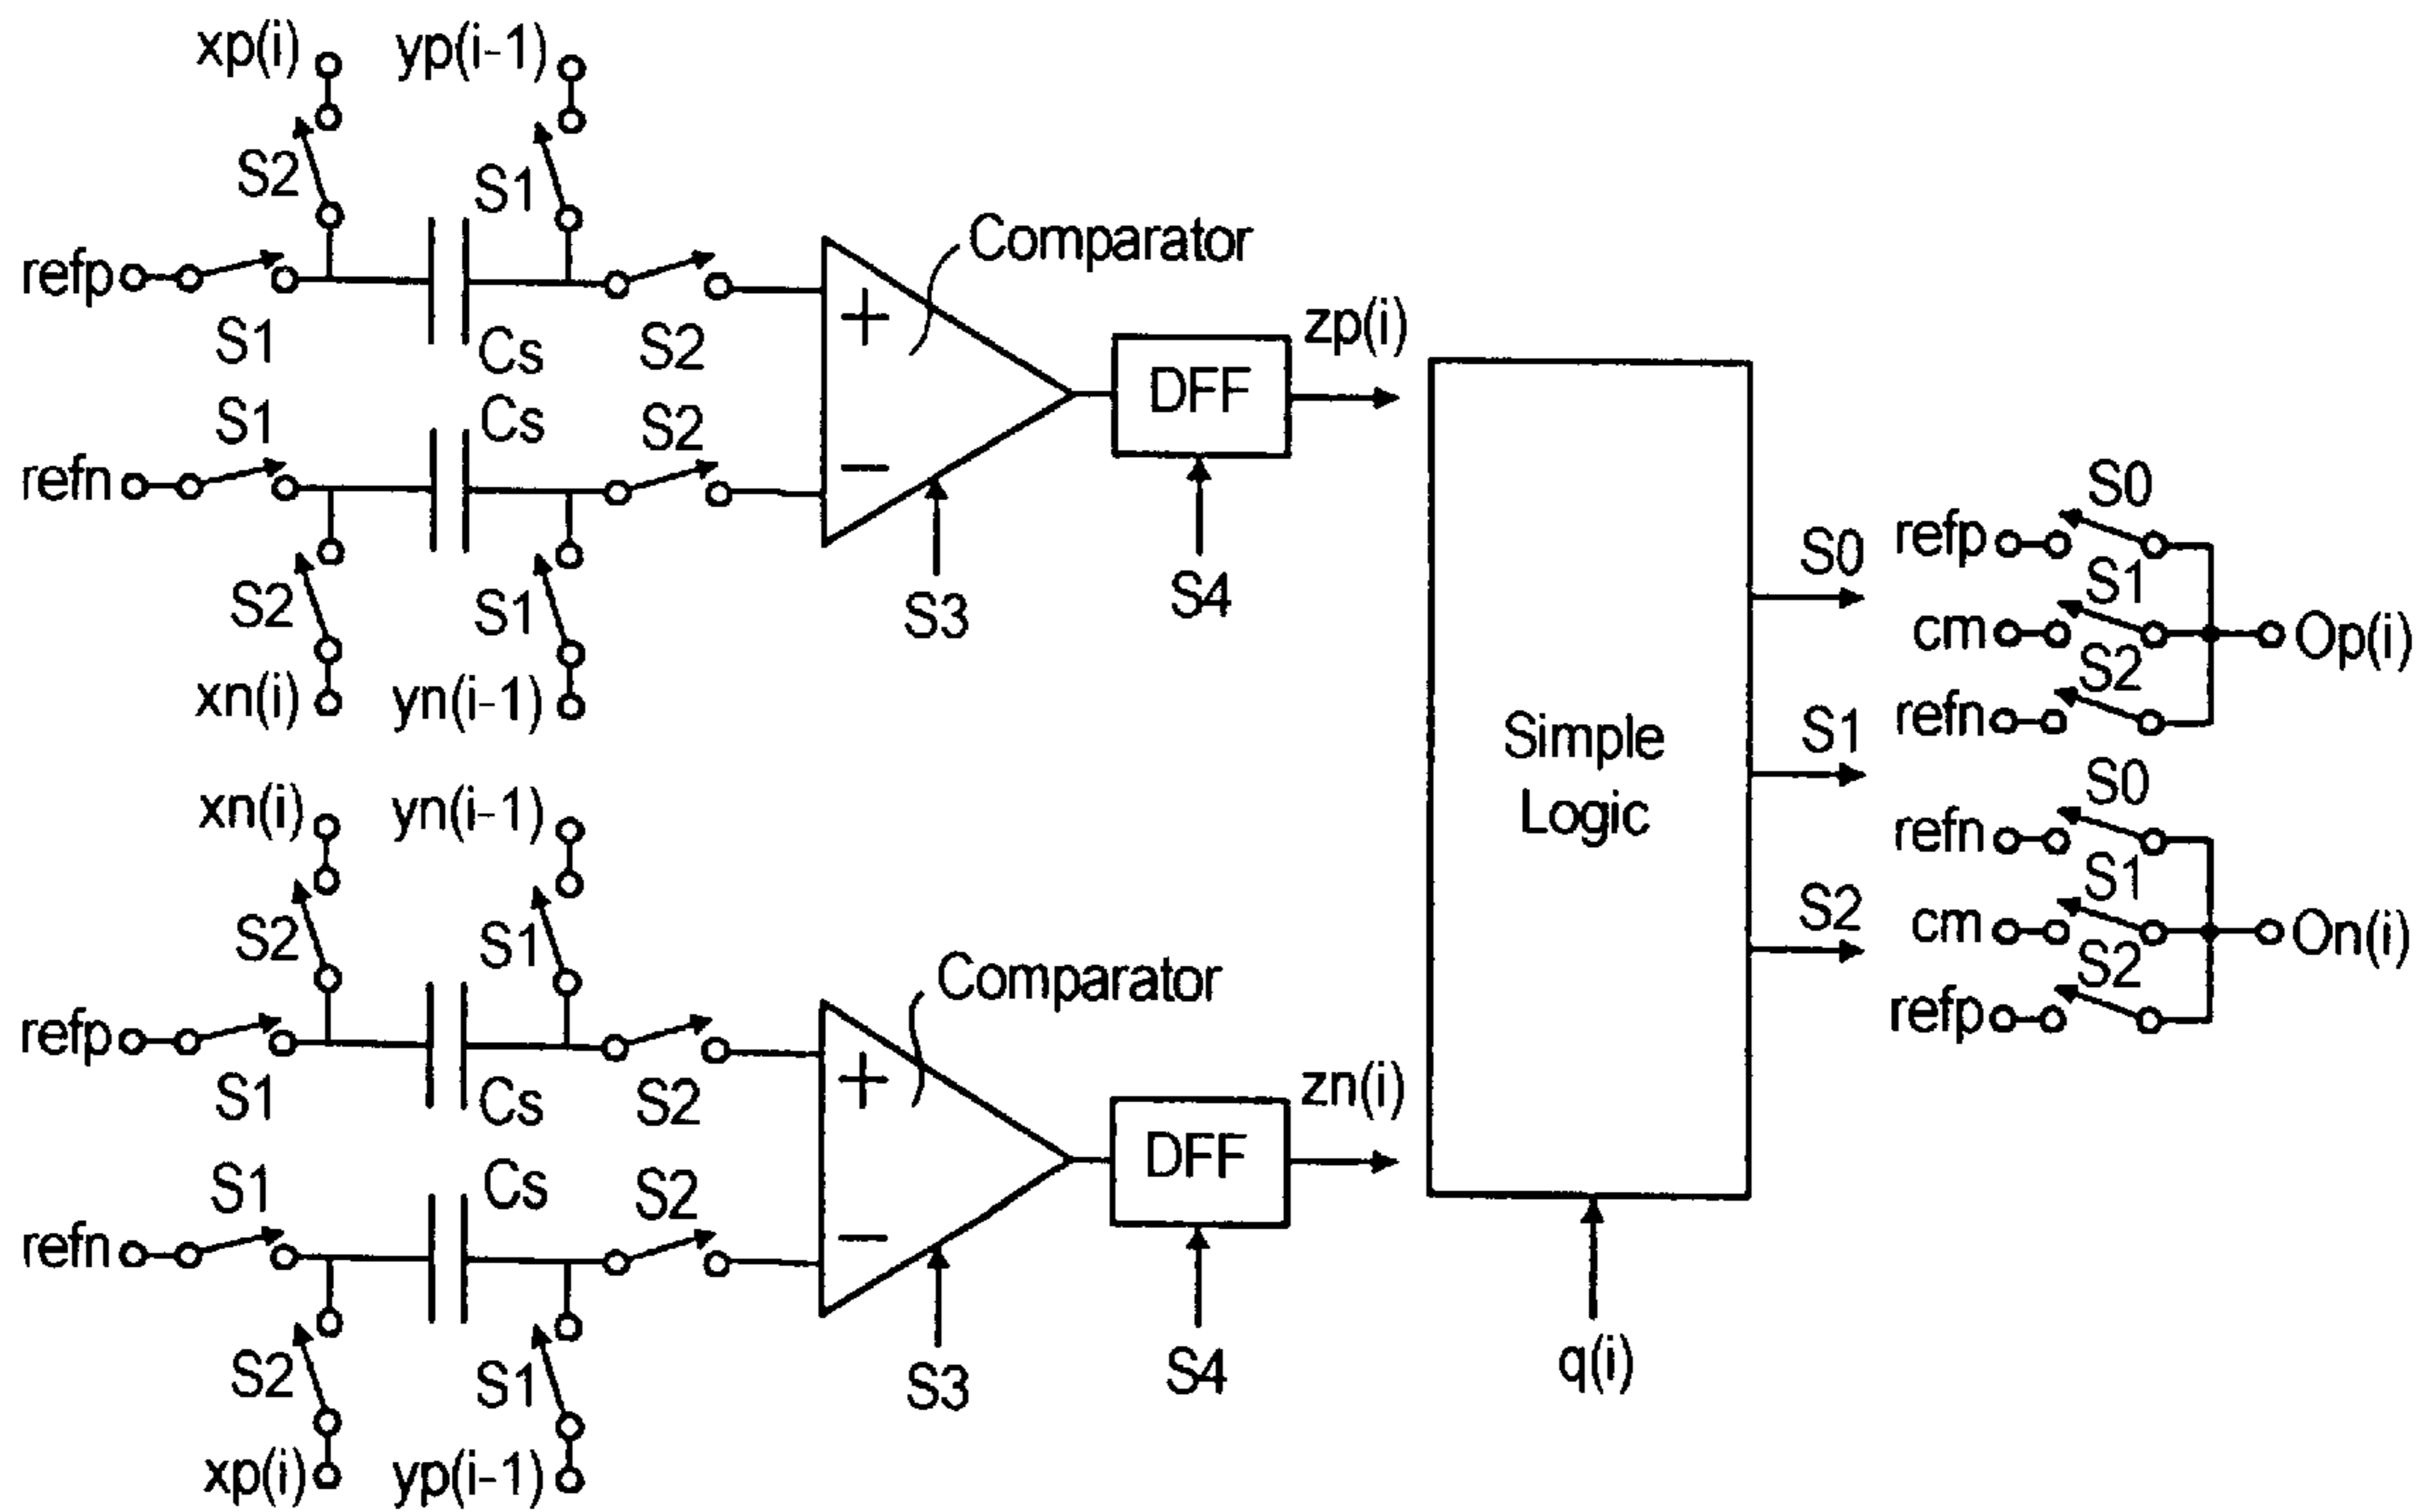 xp(i)
yp(i-1)
S2
S1
Comparator
refp
S1
Cs
S2
zp(i)
DFF
+
S1
Cs
S2
refn
−
S2
S1
S3
S4
xn(i)
yn(i-1)
Simple
Logic
S0
S1
S2
refp
S0
cm
S1
refn
S2
Op(i)
refn
S0
cm
S1
refp
S2
On(i)
xn(i)
yn(i-1)
S2
S1
Comparator
refp
S1
Cs
S2
+
zn(i)
DFF
S1
Cs
S2
refn
−
S2
S1
S3
S4
q(i)
xp(i)
yp(i-1)